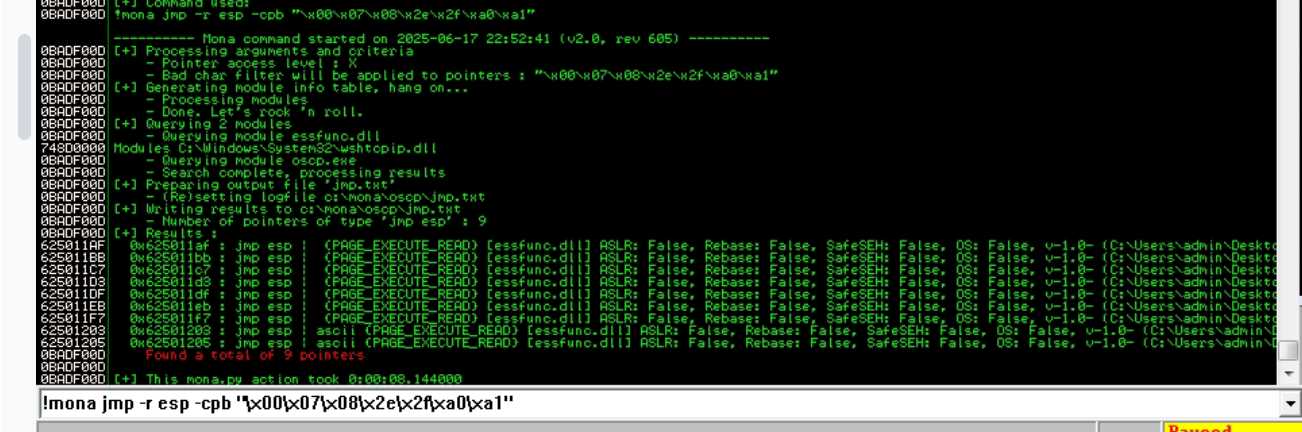 0BADF00D [+] Command used:
0BADF00D !mona jmp -r esp -cpb "\x00\x07\x08\x2e\x2f\xa0\xa1"
---------- Mona command started on 2025-06-17 22:52:41 (v2.0, rev 605) ----------
0BADF00D [+] Processing arguments and criteria
0BADF00D - Pointer access level : X
0BADF00D - Bad char filter will be applied to pointers : "\x00\x07\x08\x2e\x2f\xa0\xa1"
0BADF00D [+] Generating module info table, hang on...
0BADF00D - Processing modules
0BADF00D - Done. Let's rock 'n roll.
0BADF00D [+] Querying 2 modules
0BADF00D - Querying module essfunc.dll
748D0000 Modules C:\Windows\System32\wshtcpip.dll
0BADF00D - Querying module oscp.exe
0BADF00D - Search complete, processing results
0BADF00D [+] Preparing output file 'jmp.txt'
0BADF00D - (Re)setting logfile c:\mona\oscp\jmp.txt
0BADF00D [+] Writing results to c:\mona\oscp\jmp.txt
0BADF00D - Number of pointers of type 'jmp esp' : 9
0BADF00D [+] Results :
625011AF 0x625011af : jmp esp | {PAGE_EXECUTE_READ} [essfunc.dll] ASLR: False, Rebase: False, SafeSEH: False, OS: False, v-1.0- (C:\Users\admin\Deskto
625011BB 0x625011bb : jmp esp | {PAGE_EXECUTE_READ} [essfunc.dll] ASLR: False, Rebase: False, SafeSEH: False, OS: False, v-1.0- (C:\Users\admin\Deskto
625011C7 0x625011c7 : jmp esp | {PAGE_EXECUTE_READ} [essfunc.dll] ASLR: False, Rebase: False, SafeSEH: False, OS: False, v-1.0- (C:\Users\admin\Deskto
625011D3 0x625011d3 : jmp esp | {PAGE_EXECUTE_READ} [essfunc.dll] ASLR: False, Rebase: False, SafeSEH: False, OS: False, v-1.0- (C:\Users\admin\Deskto
625011DF 0x625011df : jmp esp | {PAGE_EXECUTE_READ} [essfunc.dll] ASLR: False, Rebase: False, SafeSEH: False, OS: False, v-1.0- (C:\Users\admin\Deskto
625011EB 0x625011eb : jmp esp | {PAGE_EXECUTE_READ} [essfunc.dll] ASLR: False, Rebase: False, SafeSEH: False, OS: False, v-1.0- (C:\Users\admin\Deskto
625011F7 0x625011f7 : jmp esp | {PAGE_EXECUTE_READ} [essfunc.dll] ASLR: False, Rebase: False, SafeSEH: False, OS: False, v-1.0- (C:\Users\admin\Deskto
62501203 0x62501203 : jmp esp | ascii {PAGE_EXECUTE_READ} [essfunc.dll] ASLR: False, Rebase: False, SafeSEH: False, OS: False, v-1.0- (C:\Users\admin\D
62501205 0x62501205 : jmp esp | ascii {PAGE_EXECUTE_READ} [essfunc.dll] ASLR: False, Rebase: False, SafeSEH: False, OS: False, v-1.0- (C:\Users\admin\D
0BADF00D Found a total of 9 pointers
0BADF00D
0BADF00D [+] This mona.py action took 0:00:08.144000
!mona jmp -r esp -cpb "\x00\x07\x08\x2e\x2f\xa0\xa1"
Paused